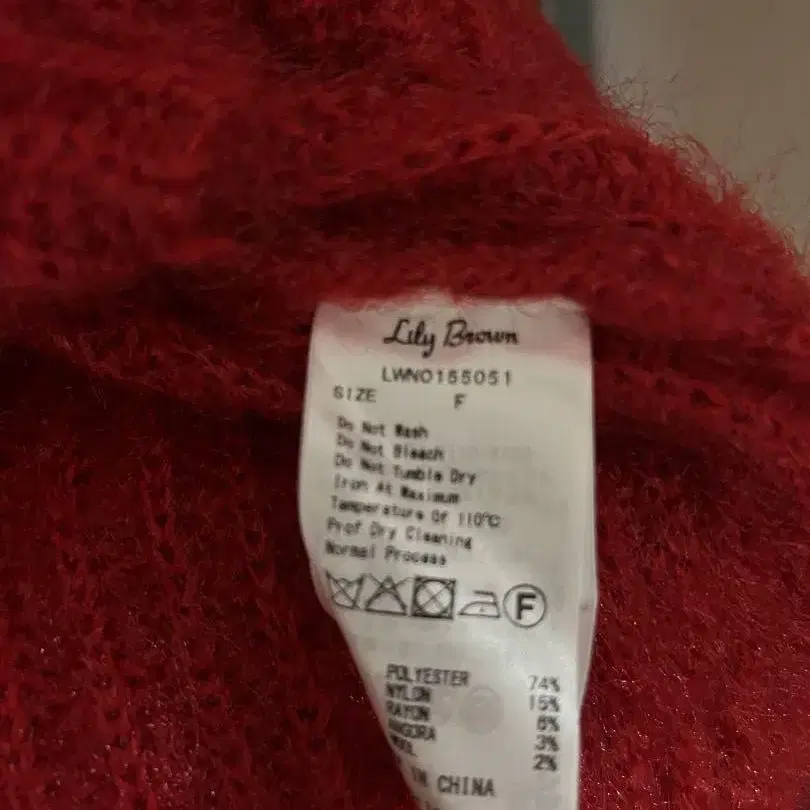 Lily Brown
LWNO155051
SIZE F
Do Not Wash
Do Not Bleach
Do Not Tumble Dry
Iron At Maximum
Temperature Of 110℃
Prof Dry Cleaning
Normal Process
F
POLYESTER 74%
NYLON 15%
RAYON 6%
ANGORA 3%
WOOL 2%
IN CHINA